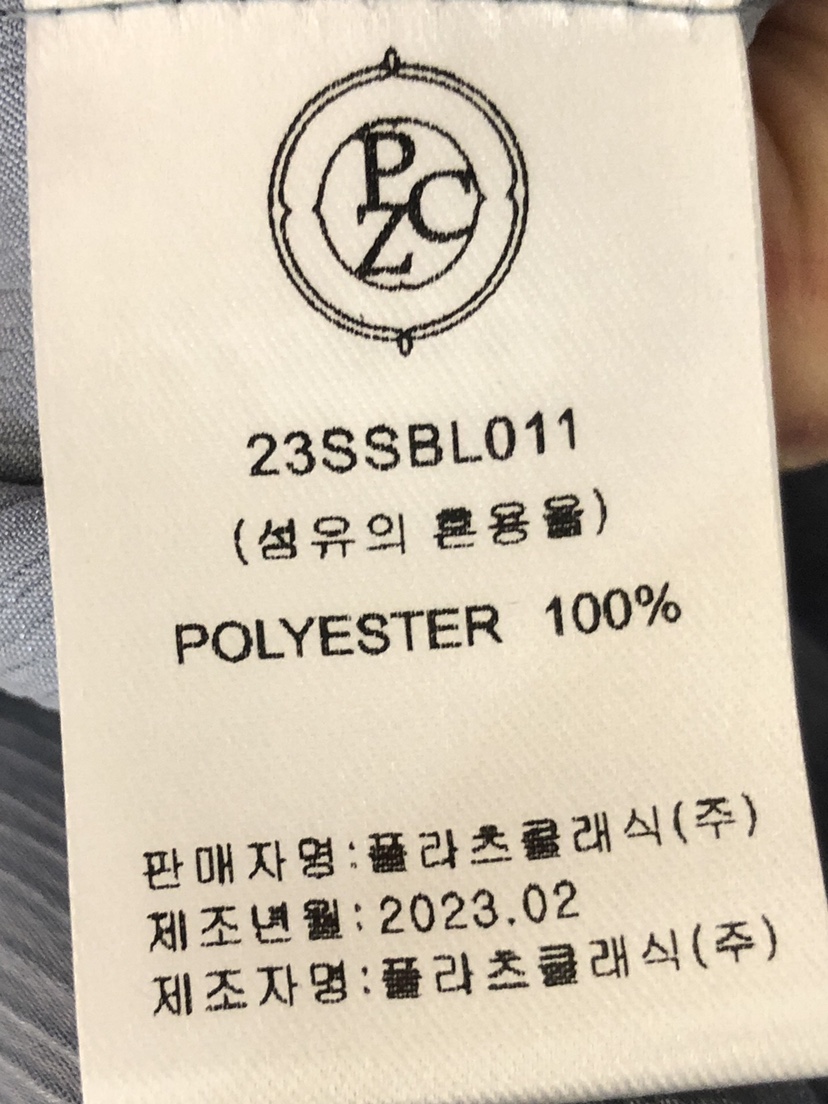 PZC
23SSBL011
(섬유의 혼용율)
POLYESTER 100%
판매자명:플라츠클래식(주)
제조년월:2023.02
제조자명:플라츠클래식(주)